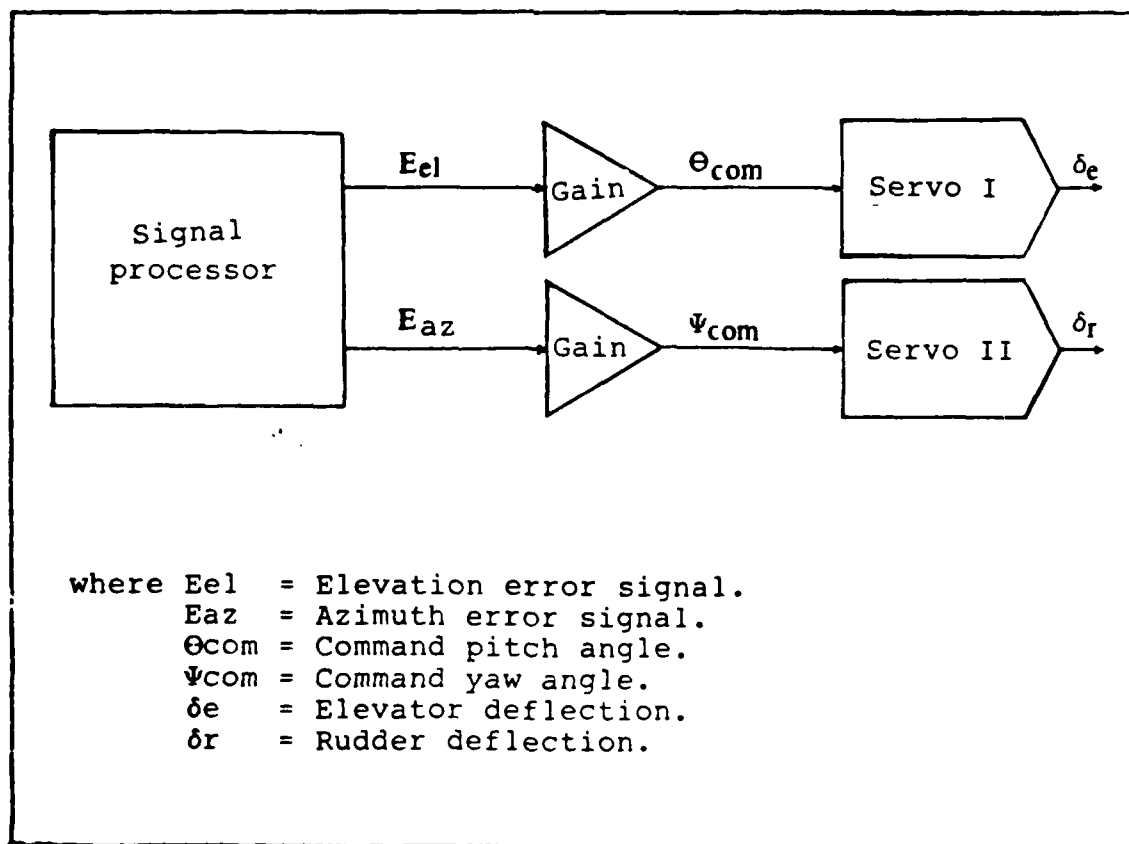 Signal
processor
Eel
Gain
Θcom
Servo I
δe
Eaz
Gain
Ψcom
Servo II
δr
where Eel = Elevation error signal.
Eaz = Azimuth error signal.
Θcom = Command pitch angle.
Ψcom = Command yaw angle.
δe = Elevator deflection.
δr = Rudder deflection.